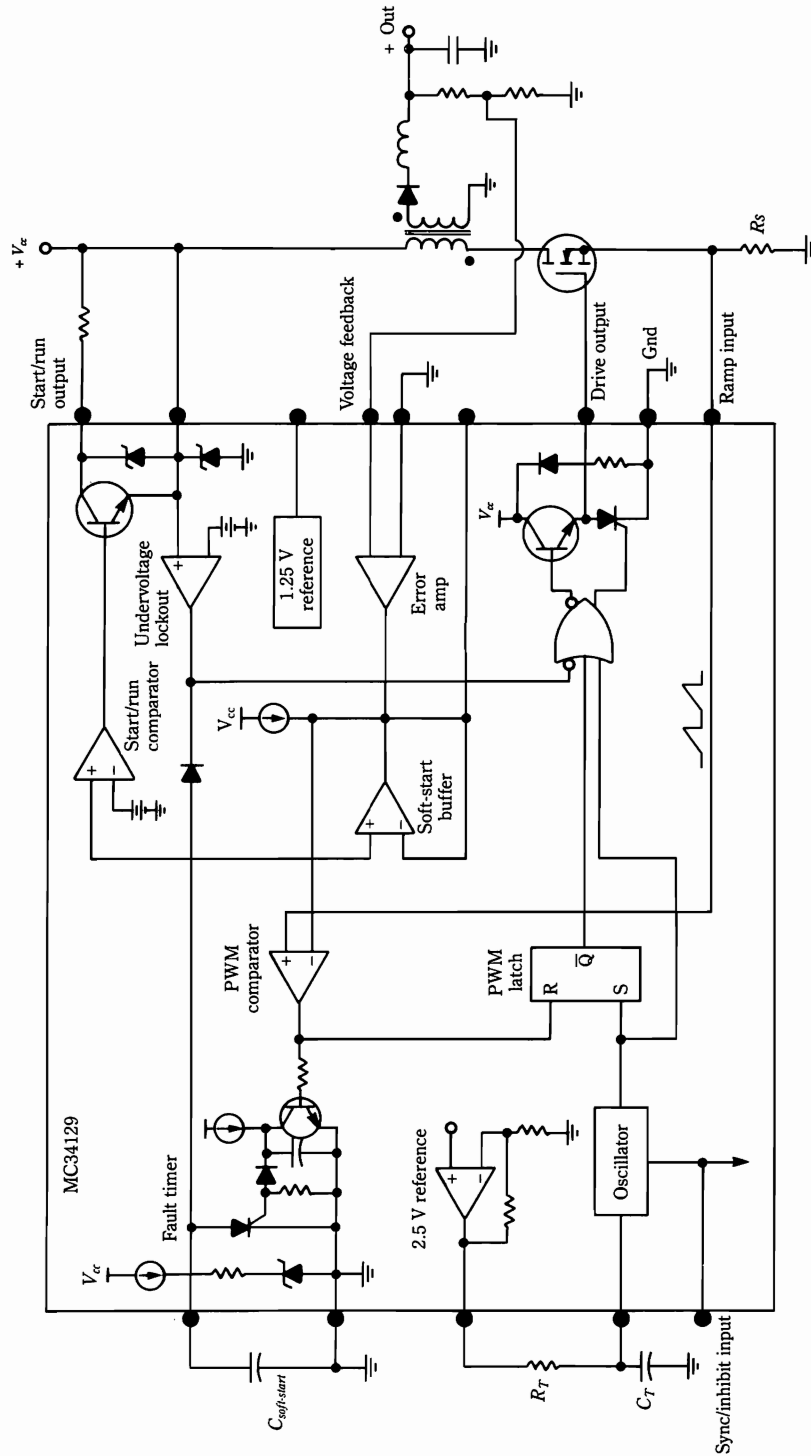 MC34129
Start/run
output
+ V_cc
+ Out
Start/run
comparator
Undervoltage
lockout
1.25 V
reference
Voltage feedback
V_cc
Error
amp
Soft-start
buffer
Fault timer
V_cc
C_soft-start
PWM
comparator
V_cc
Drive output
Gnd
Ramp input
R_S
2.5 V reference
PWM
latch
R
S
Q̅
Oscillator
R_T
C_T
Sync/inhibit input
+
−
+
+
−
+
−
+
−